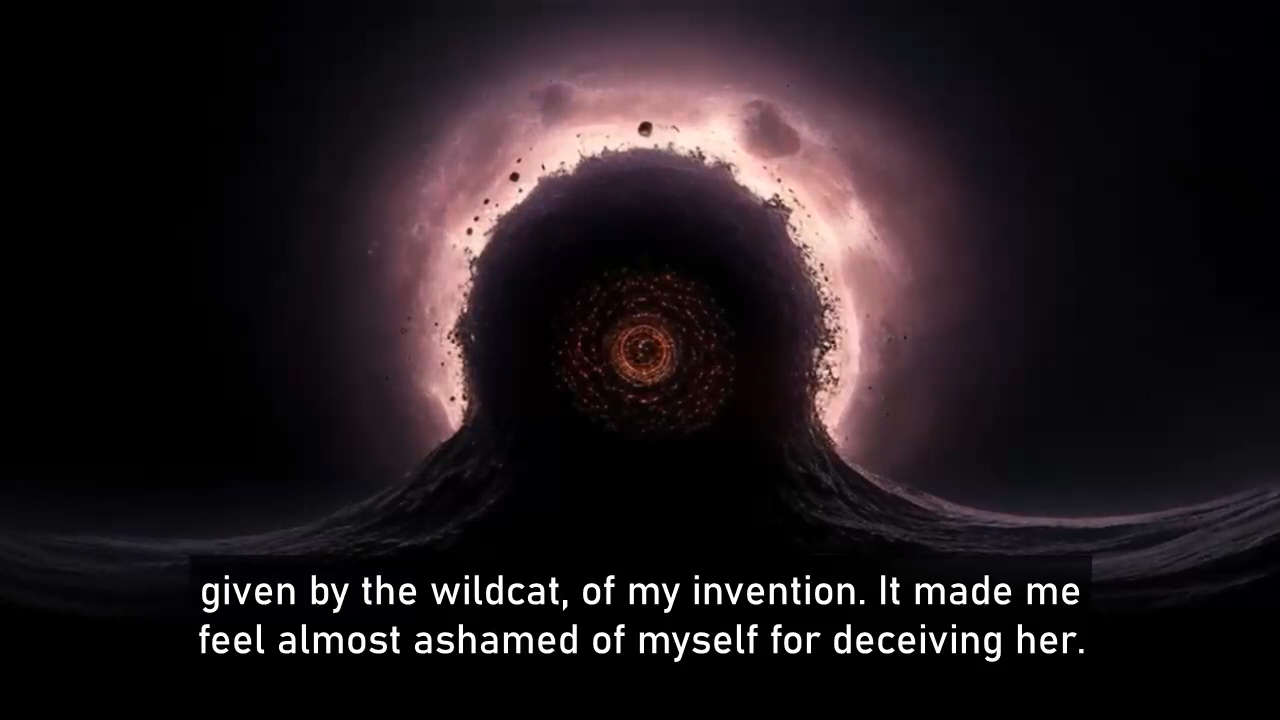 given by the wildcat, of my invention. It made me
feel almost ashamed of myself for deceiving her.